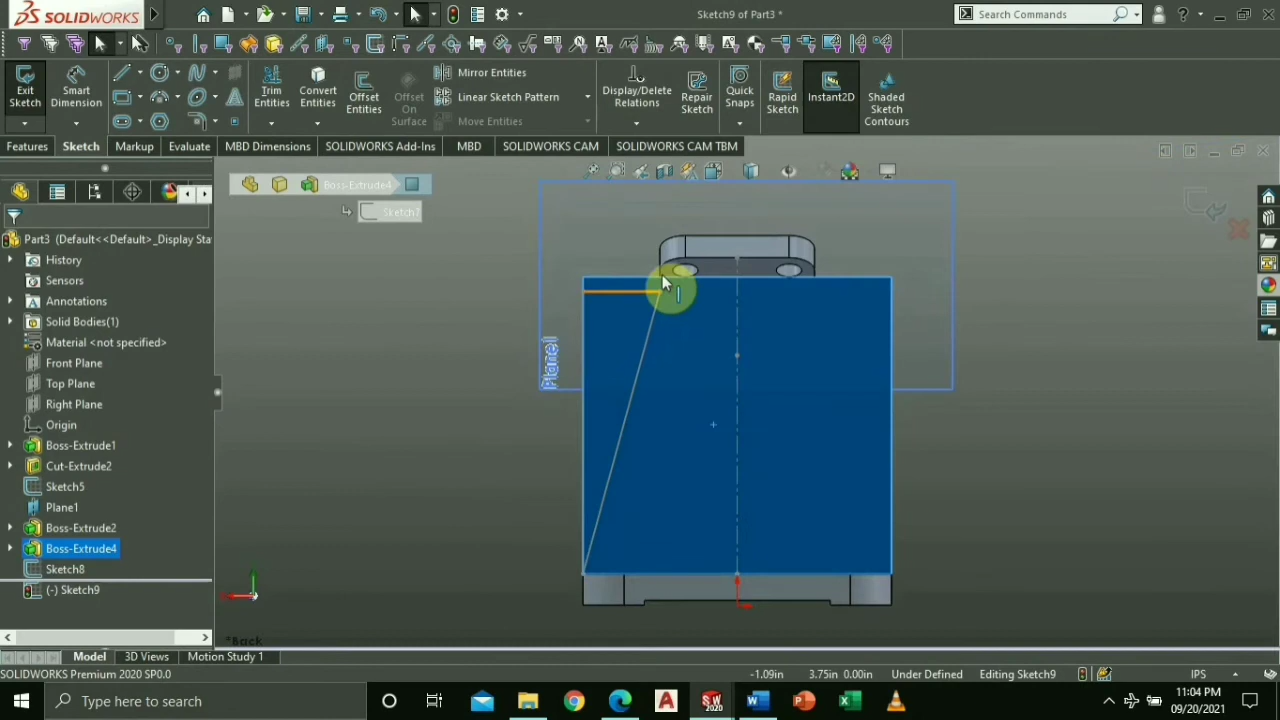 SOLIDWORKS
Sketch9 of Part3 *
Search Commands
Exit Sketch
Smart Dimension
Trim Entities
Convert Entities
Offset Entities
Offset On Surface
Mirror Entities
Linear Sketch Pattern
Move Entities
Display/Delete Relations
Repair Sketch
Quick Snaps
Rapid Sketch
Instant2D
Shaded Sketch Contours
Features
Sketch
Markup
Evaluate
MBD Dimensions
SOLIDWORKS Add-Ins
MBD
SOLIDWORKS CAM
SOLIDWORKS CAM TBM
Boss-Extrude4
Sketch7
Part3 (Default<<Default>_Display Sta
History
Sensors
Annotations
Solid Bodies(1)
Material <not specified>
Front Plane
Top Plane
Right Plane
Origin
Boss-Extrude1
Cut-Extrude2
Sketch5
Plane1
Boss-Extrude2
Boss-Extrude4
Sketch8
(-) Sketch9
Plane1
*Back
Model
3D Views
Motion Study 1
SOLIDWORKS Premium 2020 SP0.0
-1.09in
3.75in 0.00in
Under Defined
Editing Sketch9
IPS
Type here to search
11:04 PM
09/20/2021